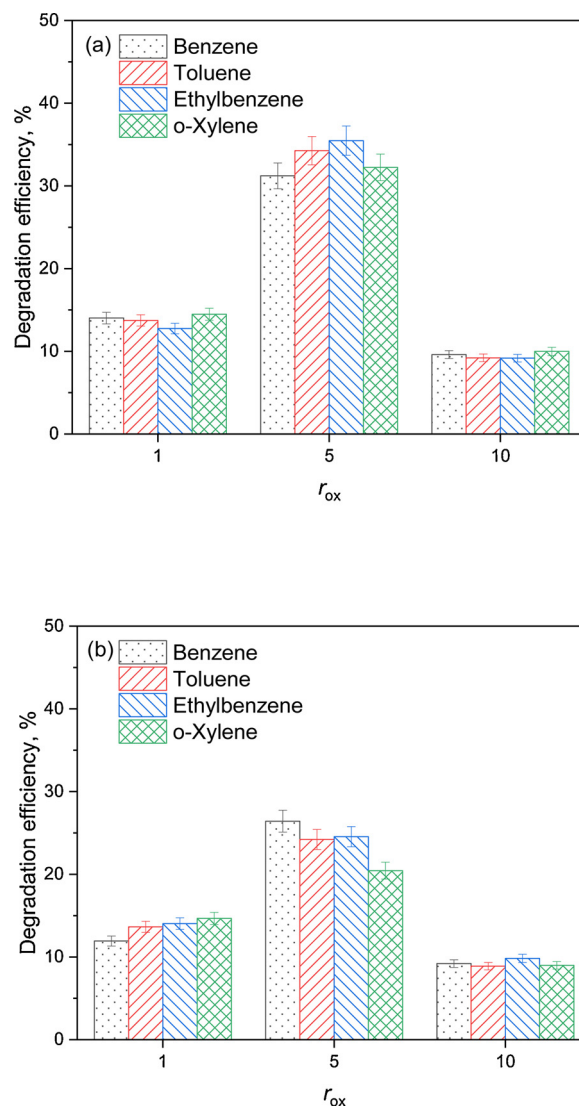 50
(a)
Benzene
Toluene
Ethylbenzene
o-Xylene
40
30
20
10
0
Degradation efficiency, %
1
5
10
rox
50
(b)
Benzene
Toluene
Ethylbenzene
o-Xylene
40
30
20
10
0
Degradation efficiency, %
1
5
10
rox